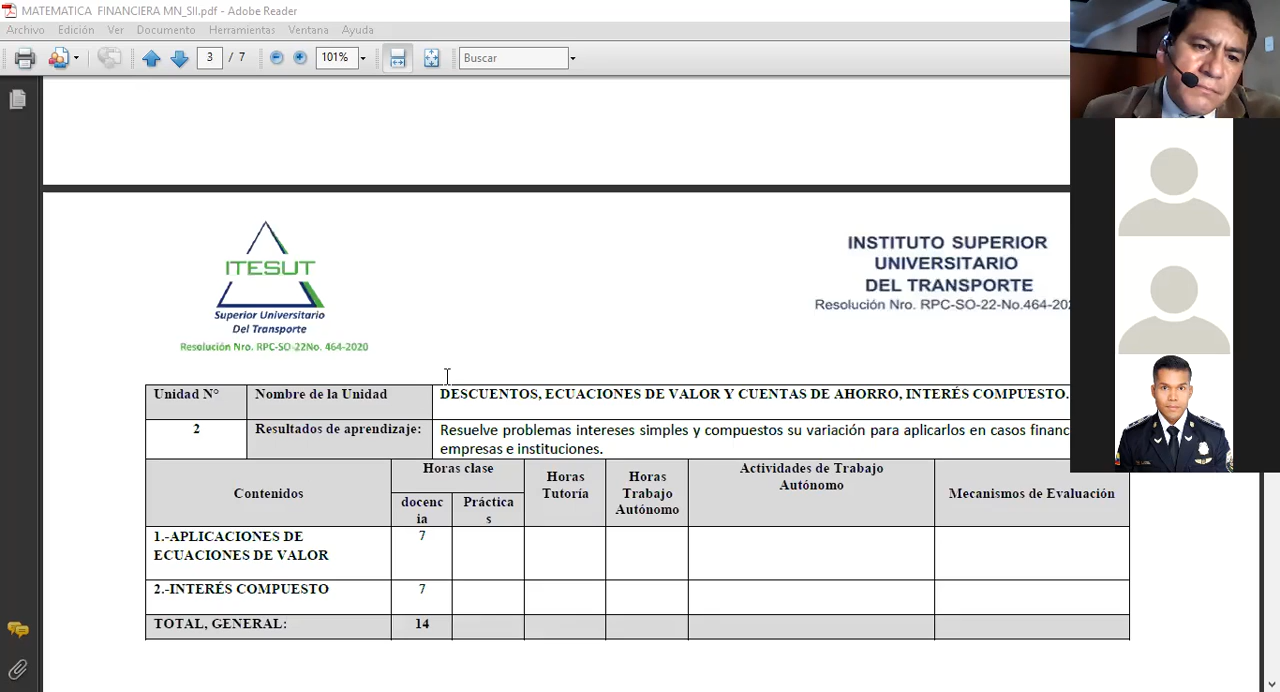 MATEMATICA FINANCIERA MN_SII.pdf - Adobe Reader
Archivo Edición Ver Documento Herramientas Ventana Ayuda
3 / 7 101% Buscar
ITESUT
Superior Universitario
Del Transporte
Resolución Nro. RPC-SO-22No. 464-2020
INSTITUTO SUPERIOR
UNIVERSITARIO
DEL TRANSPORTE
Resolución Nro. RPC-SO-22-No.464-202
Unidad N° Nombre de la Unidad DESCUENTOS, ECUACIONES DE VALOR Y CUENTAS DE AHORRO, INTERÉS COMPUESTO.
2 Resultados de aprendizaje: Resuelve problemas intereses simples y compuestos su variación para aplicarlos en casos financ
empresas e instituciones.
Contenidos
Horas clase
docenc
ia
Práctica
s
Horas
Tutoría
Horas
Trabajo
Autónomo
Actividades de Trabajo
Autónomo
Mecanismos de Evaluación
1.-APLICACIONES DE
ECUACIONES DE VALOR
7
2.-INTERÉS COMPUESTO 7
TOTAL, GENERAL: 14